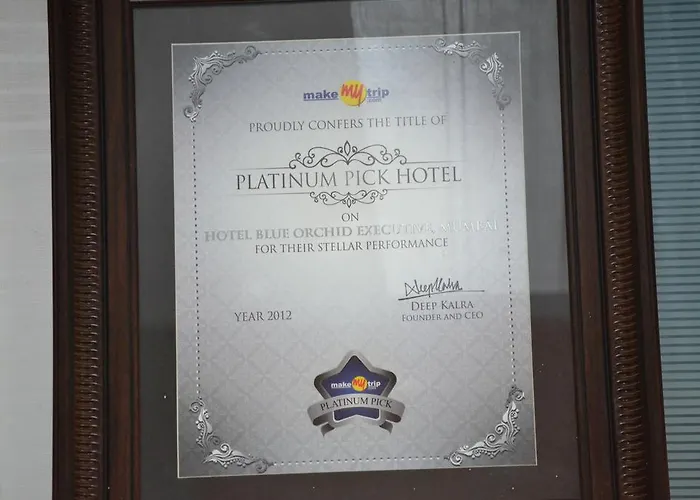 make my trip .com
PROUDLY CONFERS THE TITLE OF
PLATINUM PICK HOTEL
ON
HOTEL BLUE ORCHID EXECUTIVE, MUMBAI
FOR THEIR STELLAR PERFORMANCE
DEEP KALRA
YEAR 2012
FOUNDER AND CEO
make my trip .com
PLATINUM PICK